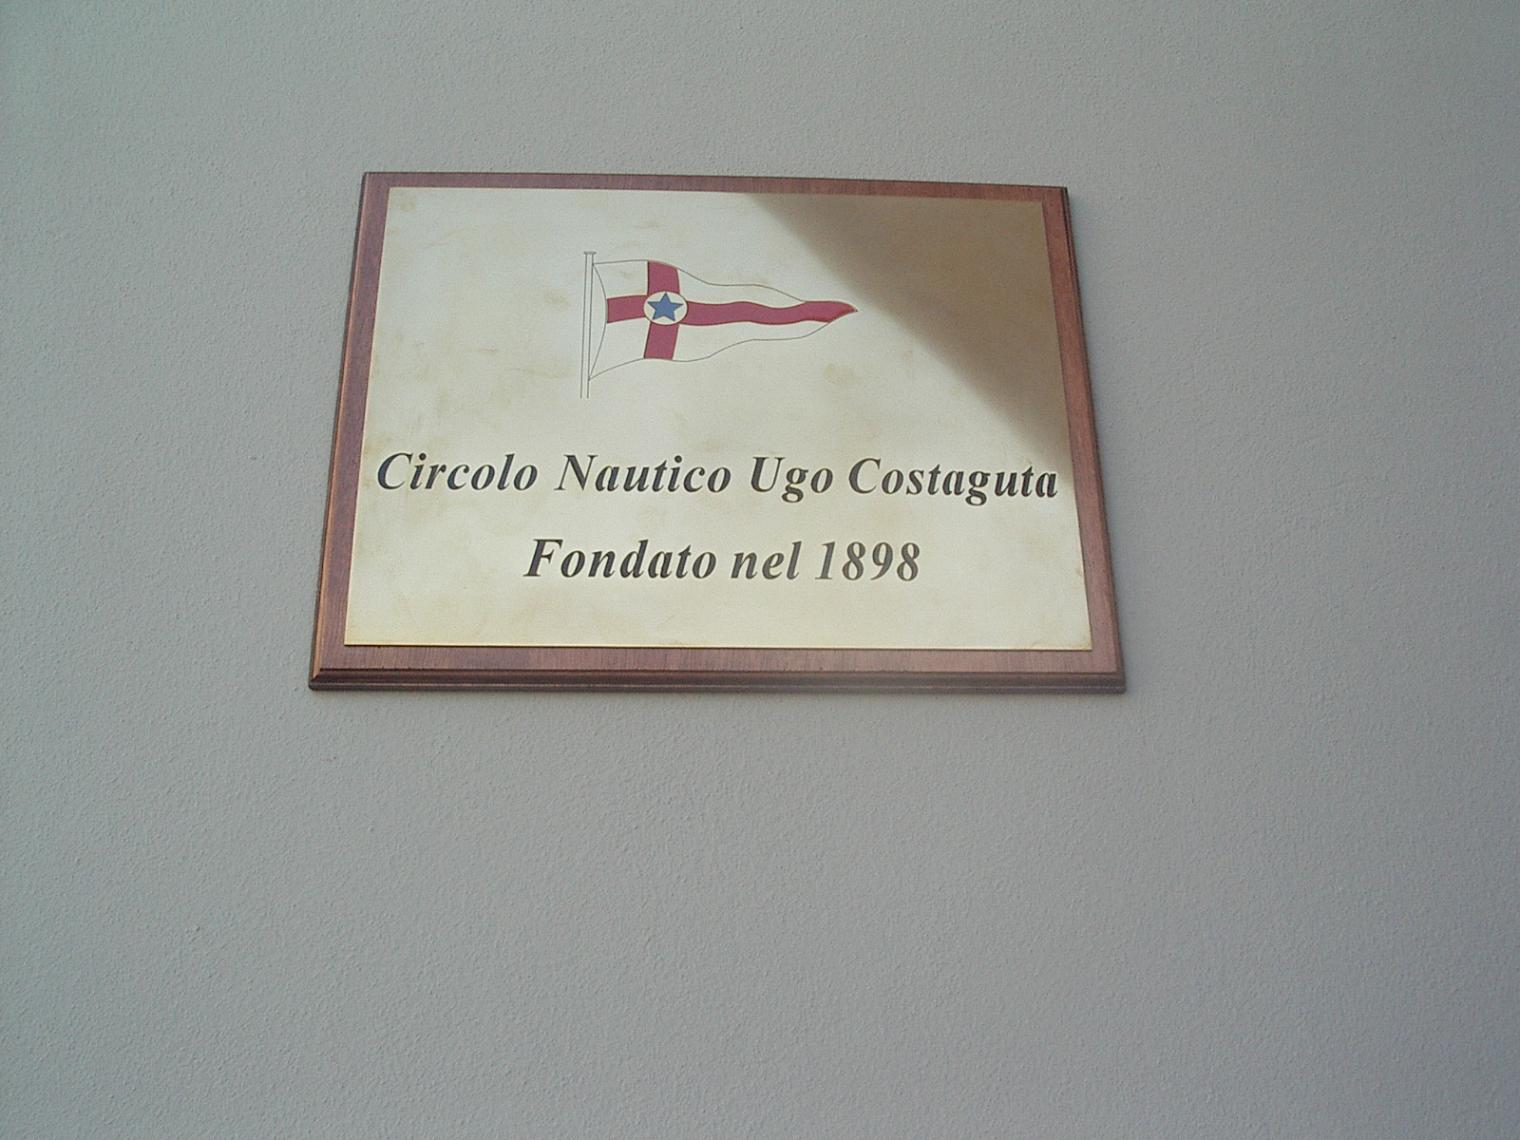 Circolo Nautico Ugo Costaguta
Fondato nel 1898